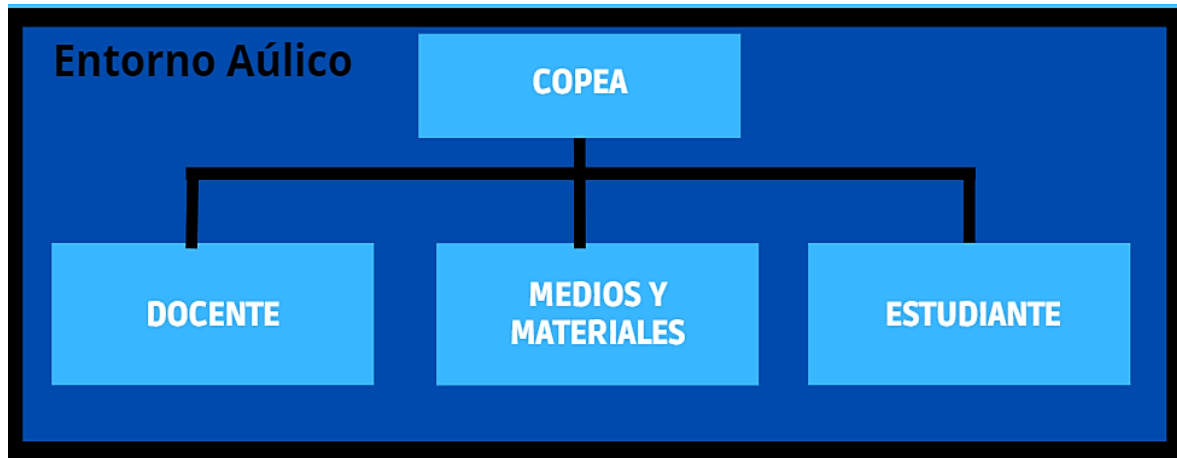 Entorno Aúlico
COPEA
DOCENTE
MEDIOS Y
MATERIALES
ESTUDIANTE